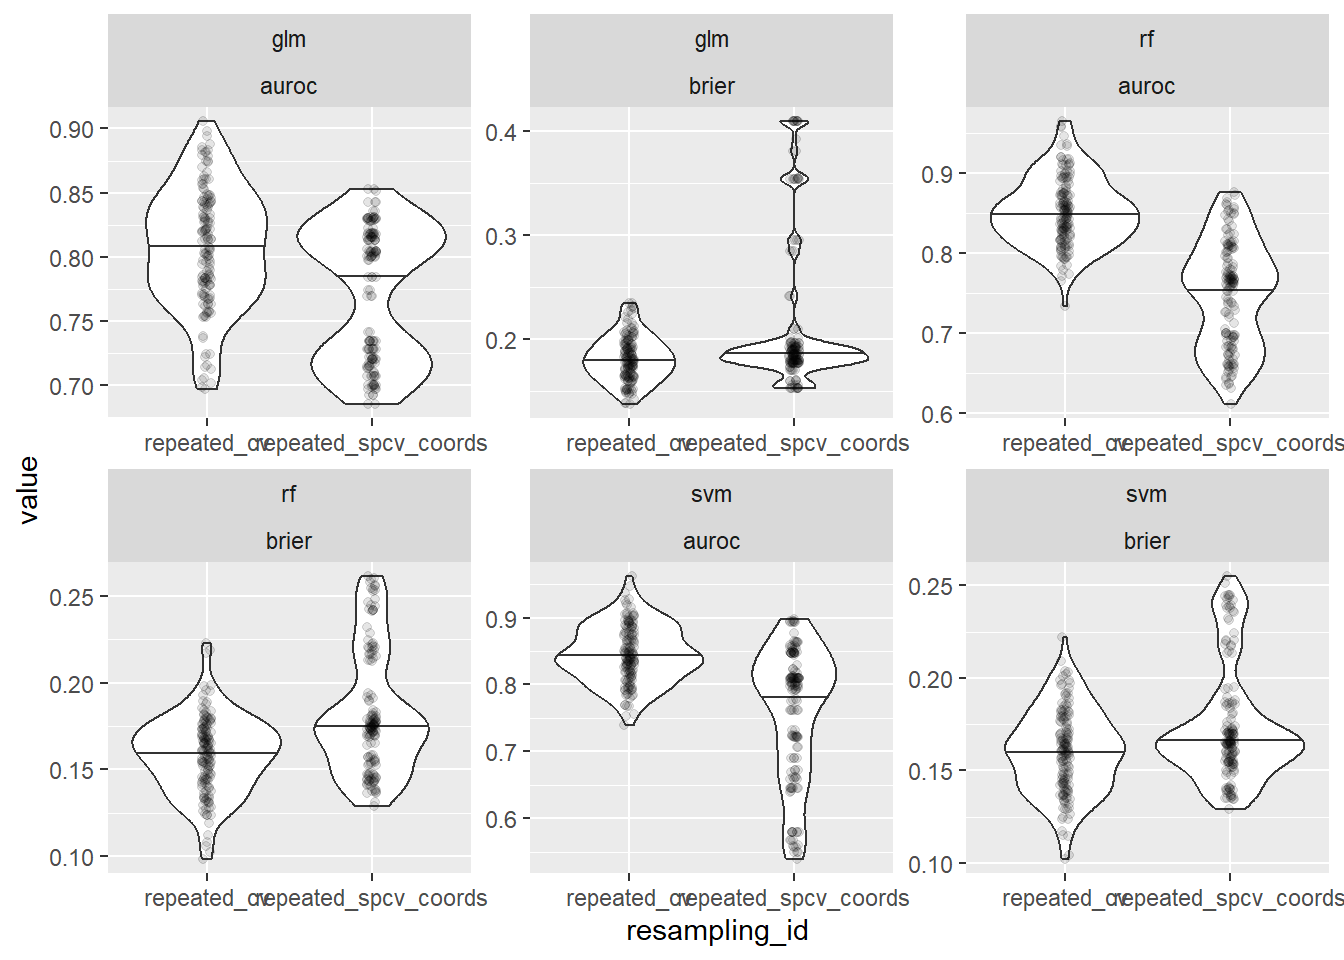 glm
auroc
glm
brier
rf
auroc
0.90
0.85
0.80
0.75
0.70
0.4
0.3
0.2
0.9
0.8
0.7
0.6
repeated_cv
repeated_spcv_coords
repeated_cv
repeated_spcv_coords
repeated_cv
repeated_spcv_coords
value
rf
brier
svm
auroc
svm
brier
0.25
0.20
0.15
0.10
0.9
0.8
0.7
0.6
0.25
0.20
0.15
0.10
repeated_cv
repeated_spcv_coords
repeated_cv
repeated_spcv_coords
repeated_cv
repeated_spcv_coords
resampling_id